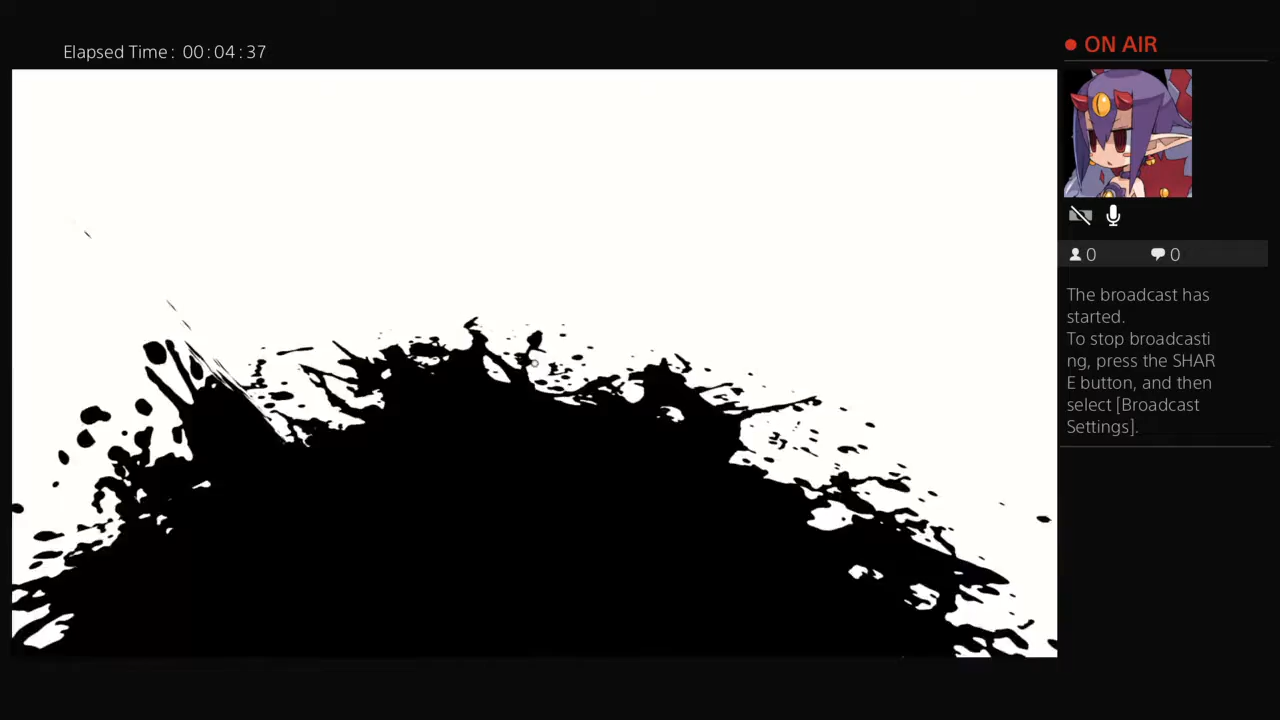 Elapsed Time: 00:04:37
ON AIR
0 0
The broadcast has
started.
To stop broadcasti
ng, press the SHAR
E button, and then
select [Broadcast
Settings].